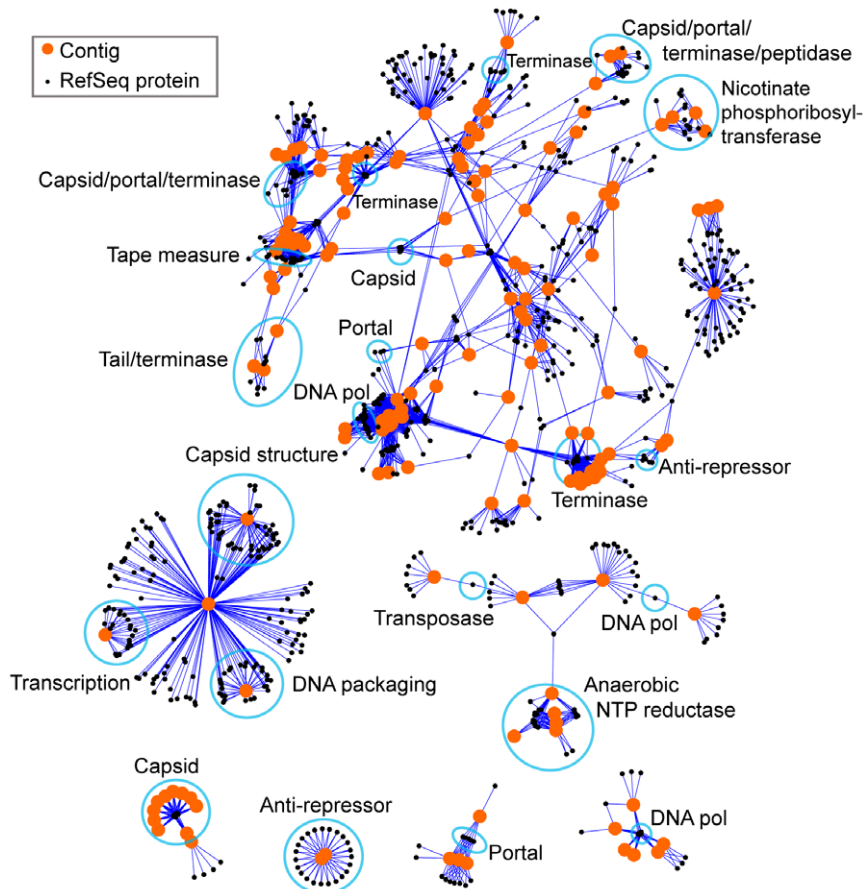 Contig
RefSeq protein
Terminase
Capsid/portal/
terminase/peptidase
Nicotinate
phosphoribosyl-
transferase
Capsid/portal/terminase
Terminase
Tape measure
Capsid
Portal
Tail/terminase
DNA pol
Capsid structure
Anti-repressor
Terminase
Transposase
DNA pol
Transcription
DNA packaging
Anaerobic
NTP reductase
Capsid
Anti-repressor
Portal
DNA pol